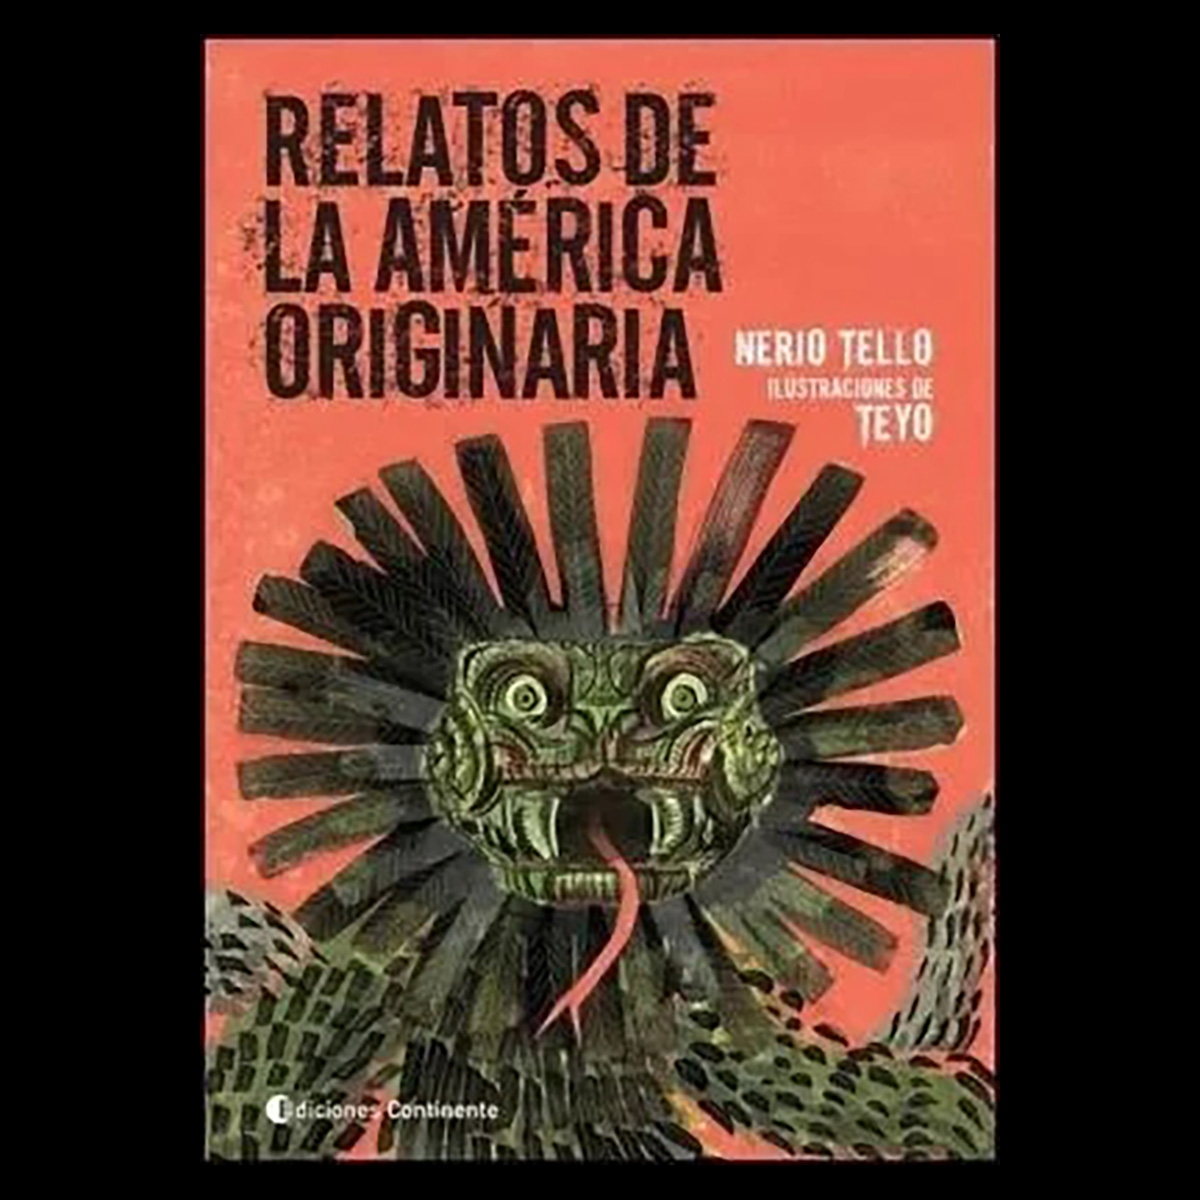 RELATOS DE
LA AMÉRICA
ORIGINARIA
NERIO TELLO
ILUSTRACIONES DE
TEYO
Ediciones Continente